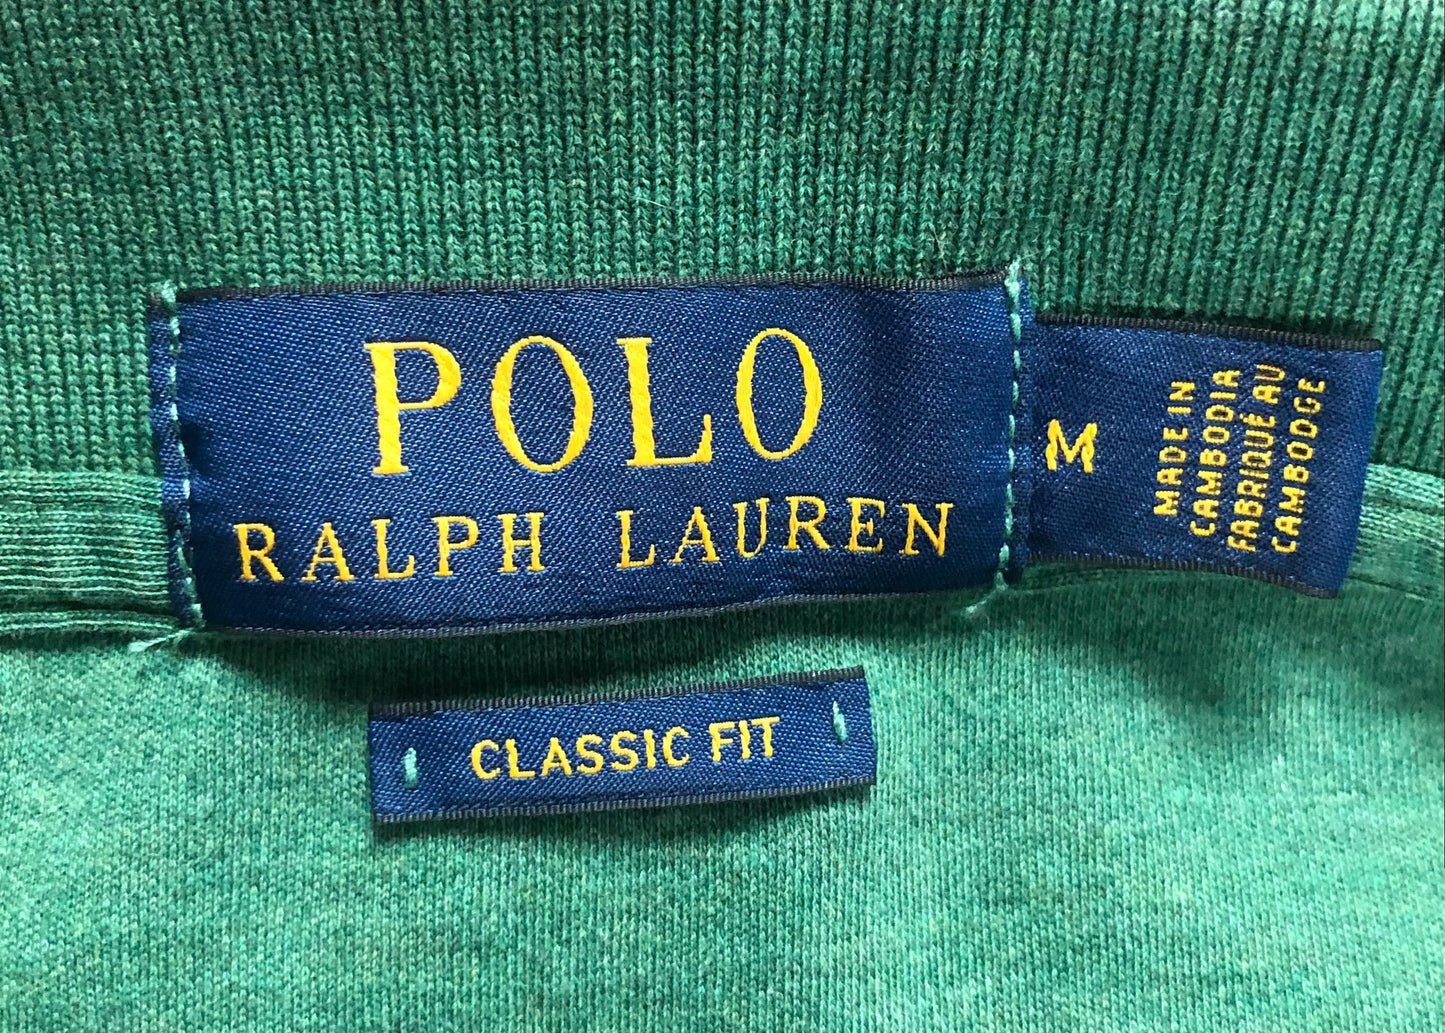 POLO
RALPH LAUREN
M
MADE IN
CAMBODIA
FABRIQUÉ AU
CAMBODGE
CLASSIC FIT